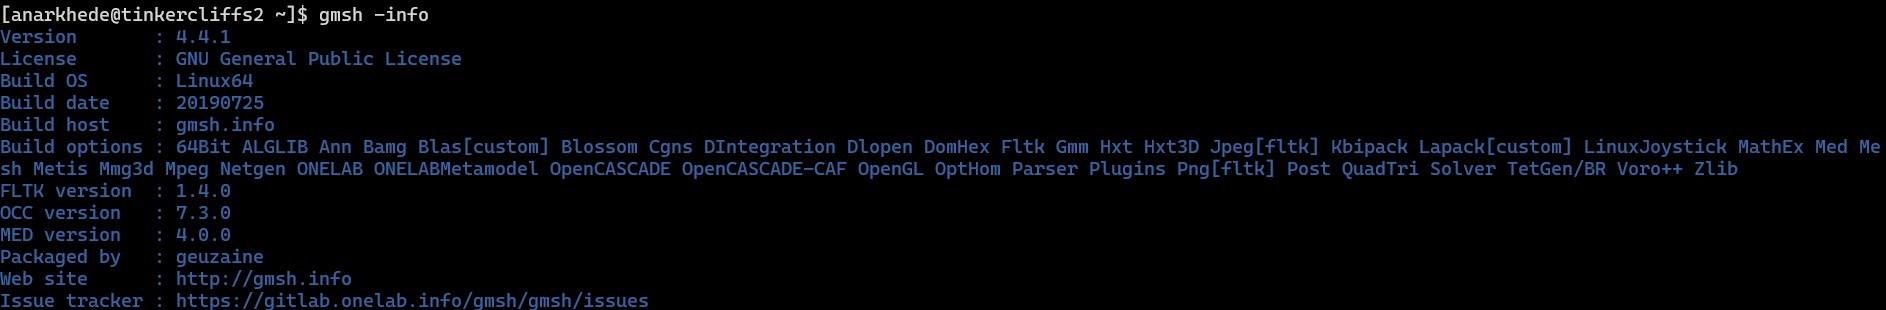 [anarkhede@tinkercliffs2 ~]$ gmsh -info
Version       : 4.4.1
License       : GNU General Public License
Build OS      : Linux64
Build date    : 20190725
Build host    : gmsh.info
Build options : 64Bit ALGLIB Ann Bamg Blas[custom] Blossom Cgns DIntegration Dlopen DomHex Fltk Gmm Hxt Hxt3D Jpeg[fltk] Kbipack Lapack[custom] LinuxJoystick MathEx Med Me
sh Metis Mmg3d Mpeg Netgen ONELAB ONELABMetamodel OpenCASCADE OpenCASCADE-CAF OpenGL OptHom Parser Plugins Png[fltk] Post QuadTri Solver TetGen/BR Voro++ Zlib
FLTK version  : 1.4.0
OCC version   : 7.3.0
MED version   : 4.0.0
Packaged by   : geuzaine
Web site      : http://gmsh.info
Issue tracker : https://gitlab.onelab.info/gmsh/gmsh/issues